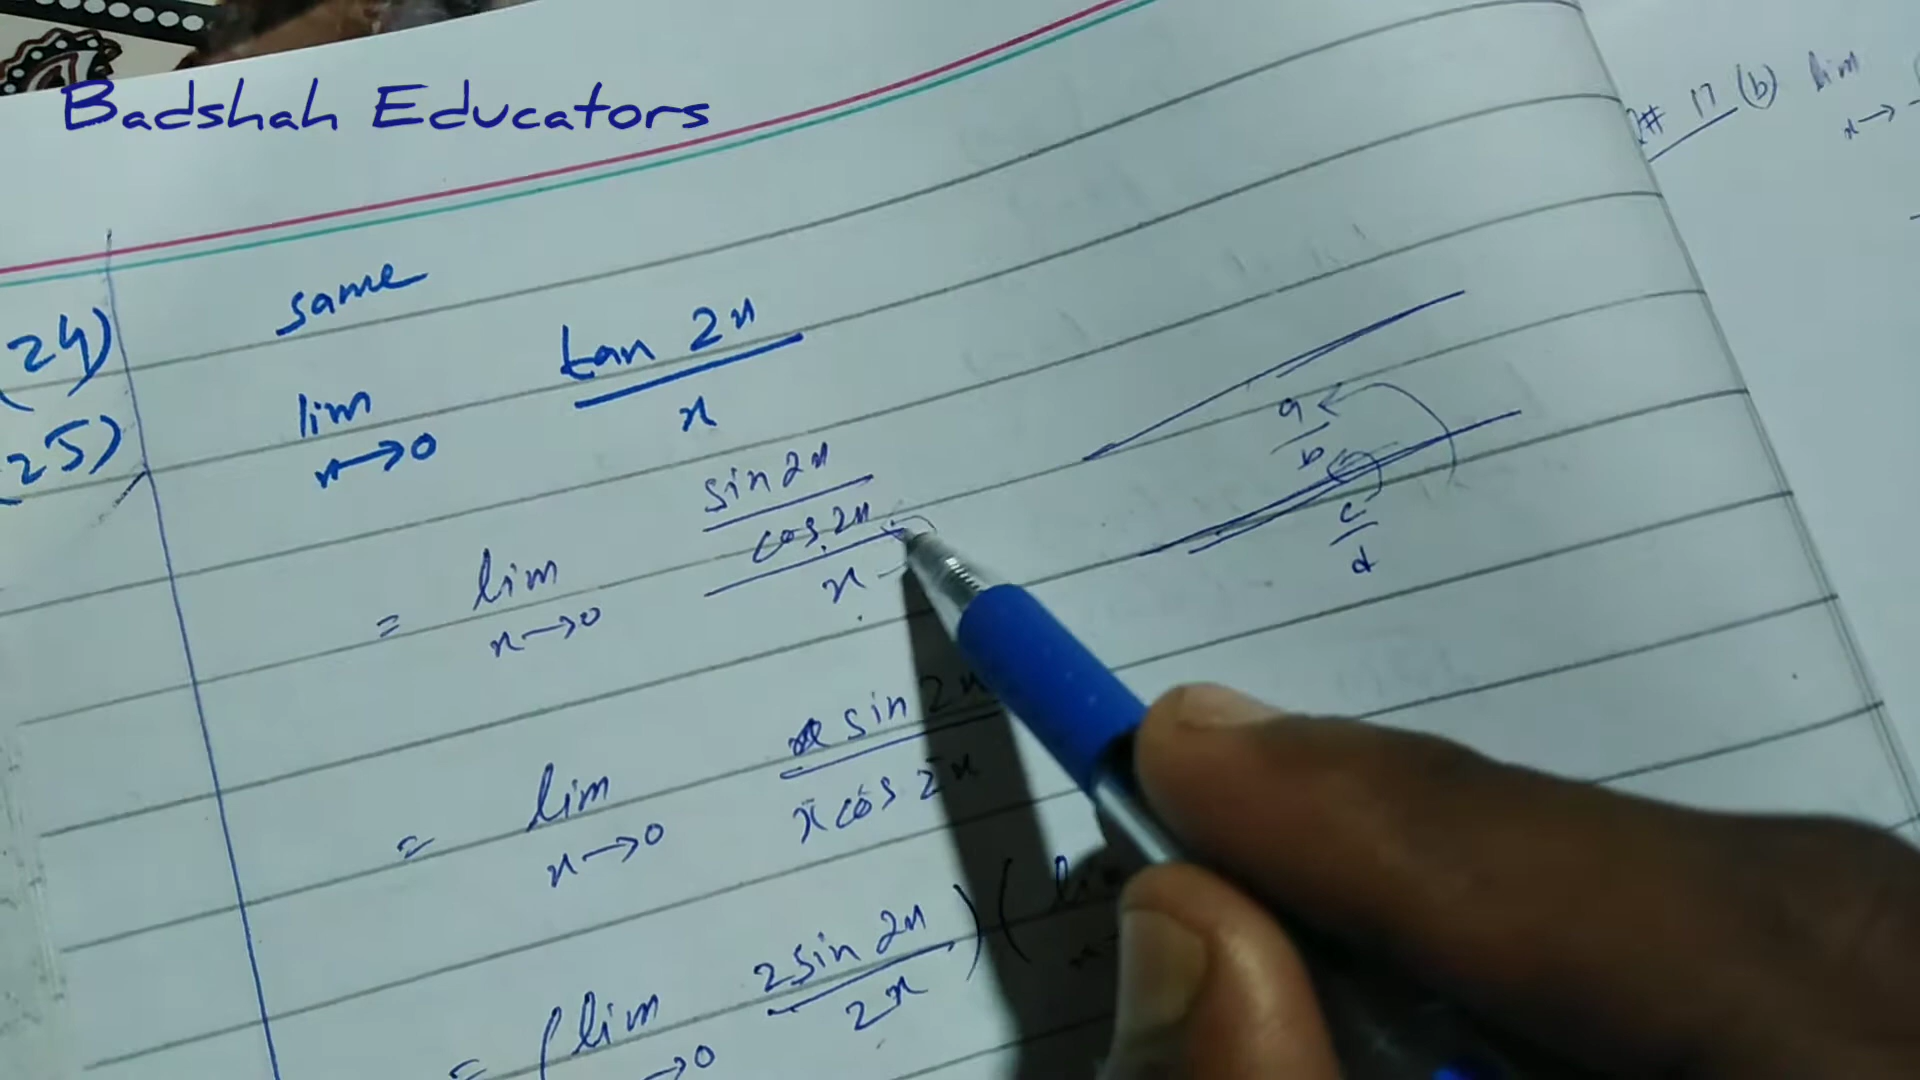 Badshah Educators
Q# 17 (b) lim
x→
24) same
25) lim x→0 tan 2x / x
= lim x→0 sin 2x / cos 2x / x
a / b
c / d
= lim x→0 sin 2x / x cos 2x
= (lim →0 2 sin 2x / 2x) (